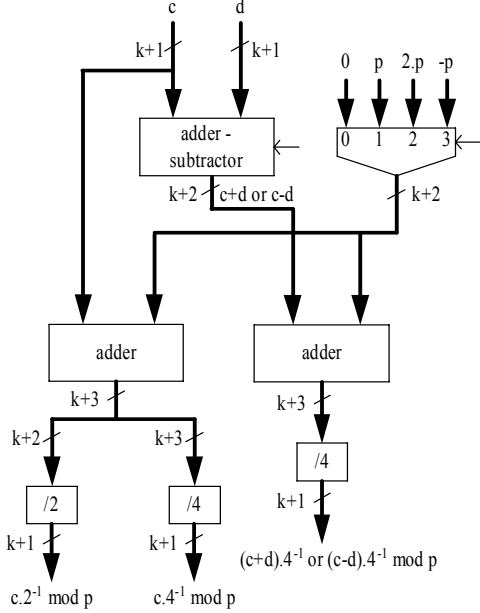 c d
k+1 k+1
0 p 2.p -p
0 1 2 3
adder -
subtractor
k+2 c+d or c-d k+2
adder adder
k+3 k+3
k+2 k+3
/4
/2 /4
k+1
k+1 k+1
(c+d).4⁻¹ or (c-d).4⁻¹ mod p
c.2⁻¹ mod p c.4⁻¹ mod p